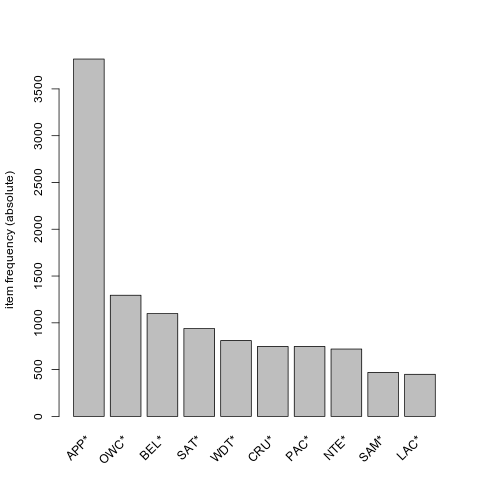 item frequency (absolute)
3500
3000
2500
2000
1500
1000
500
0
APP*
OWC*
BEL*
SAT*
WDT*
CRU*
PAC*
NTE*
SAM*
LAC*